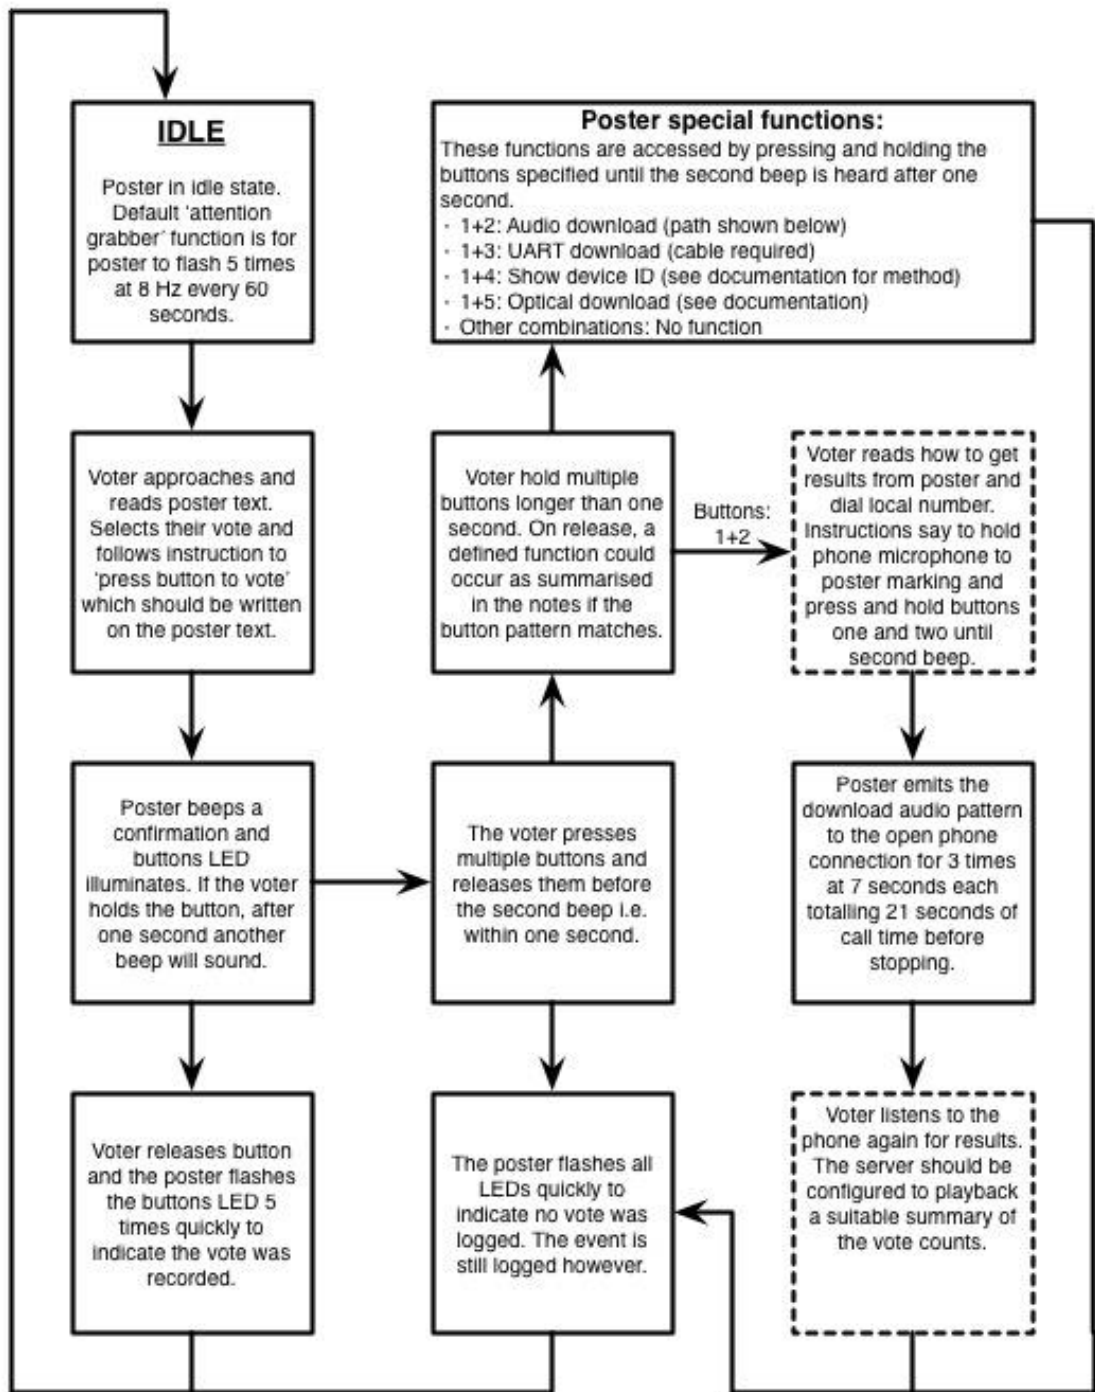 IDLE
Poster in idle state.
Default 'attention
grabber' function is for
poster to flash 5 times
at 8 Hz every 60
seconds.
Poster special functions:
These functions are accessed by pressing and holding the
buttons specified until the second beep is heard after one
second.
· 1+2: Audio download (path shown below)
· 1+3: UART download (cable required)
· 1+4: Show device ID (see documentation for method)
· 1+5: Optical download (see documentation)
· Other combinations: No function
Voter approaches and
reads poster text.
Selects their vote and
follows instruction to
'press button to vote'
which should be written
on the poster text.
Voter hold multiple
buttons longer than one
second. On release, a
defined function could
occur as summarised
in the notes if the
button pattern matches.
Buttons:
1+2
Voter reads how to get
results from poster and
dial local number.
Instructions say to hold
phone microphone to
poster marking and
press and hold buttons
one and two until
second beep.
Poster beeps a
confirmation and
buttons LED
illuminates. If the voter
holds the button, after
one second another
beep will sound.
The voter presses
multiple buttons and
releases them before
the second beep i.e.
within one second.
Poster emits the
download audio pattern
to the open phone
connection for 3 times
at 7 seconds each
totalling 21 seconds of
call time before
stopping.
Voter releases button
and the poster flashes
the buttons LED 5
times quickly to
indicate the vote was
recorded.
The poster flashes all
LEDs quickly to
indicate no vote was
logged. The event is
still logged however.
Voter listens to the
phone again for results.
The server should be
configured to playback
a suitable summary of
the vote counts.